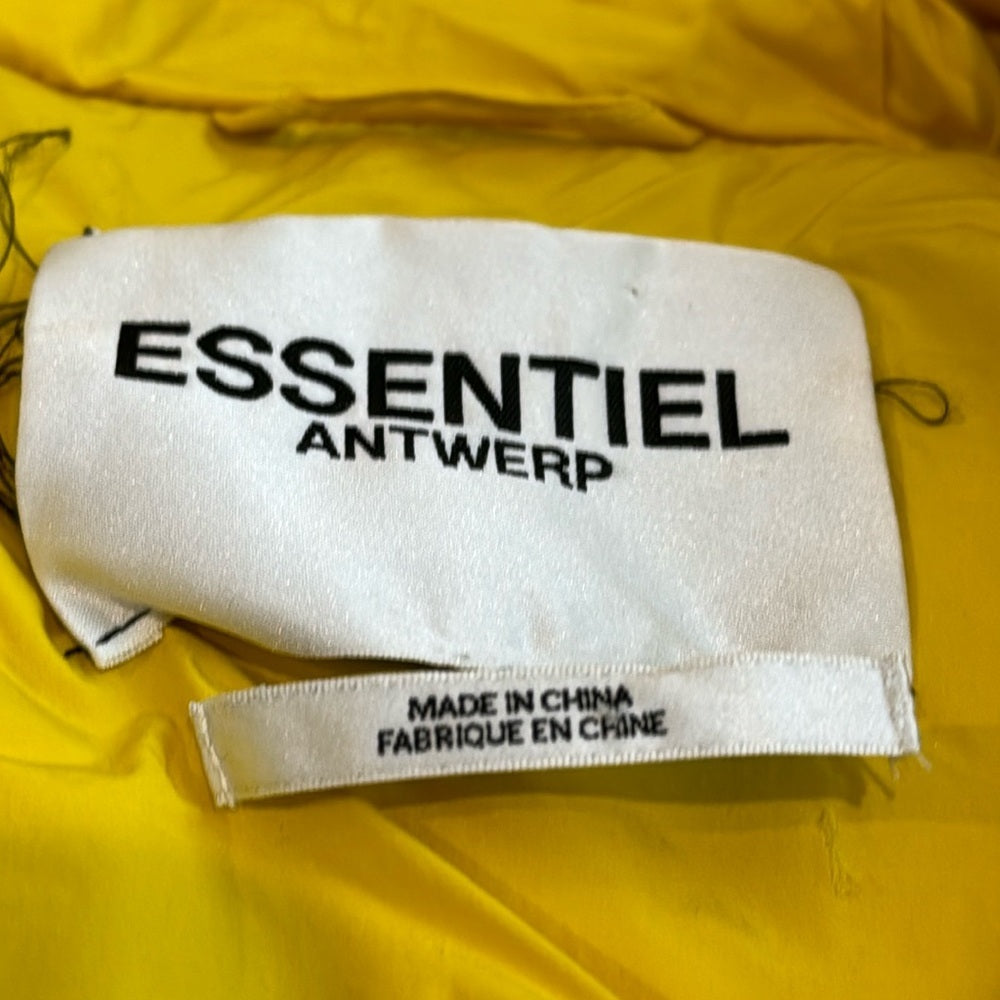 ESSENTIEL
ANTWERP
MADE IN CHINA
FABRIQUE EN CHINE